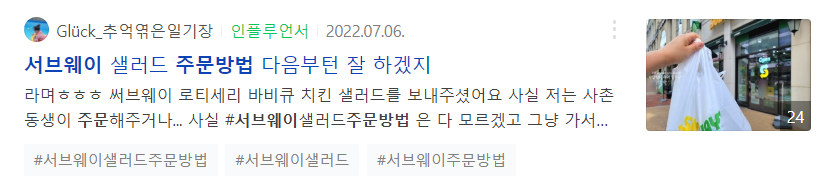 Glück_추억엮은일기장 인플루언서 2022.07.06.
서브웨이 샐러드 주문방법 다음부턴 잘 하겠지
라며ㅎㅎㅎ 써브웨이 로티세리 바비큐 치킨 샐러드를 보내주셨어요 사실 저는 사촌
동생이 주문해주거나... 사실 #서브웨이샐러드주문방법 은 다 모르겠고 그냥 가서...
#서브웨이샐러드주문방법 #서브웨이샐러드 #서브웨이주문방법
24